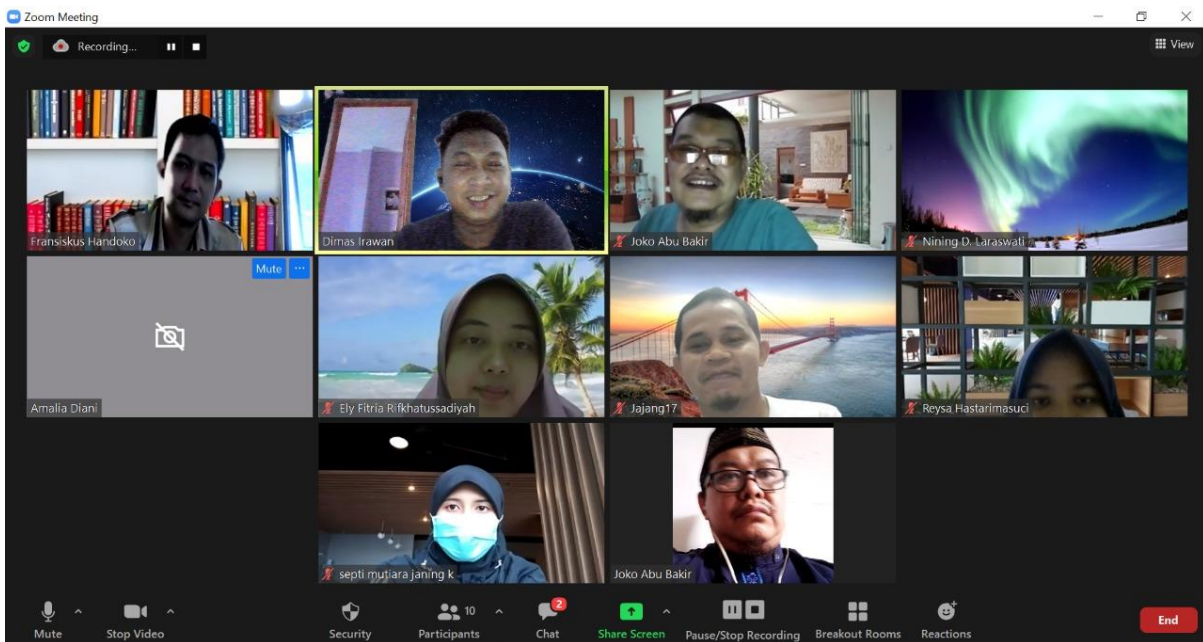 Zoom Meeting
Recording...
View
Fransiskus Handoko
Dimas Irawan
Joko Abu Bakir
Nining D. Laraswati
Mute
Amalia Diani
Ely Fitria Rifkhatussadiyah
Jajang17
Reysa Hastarimasuci
septi mutiara janing k
Joko Abu Bakir
Mute
Stop Video
Security
10
Participants
2
Chat
Share Screen
Pause/Stop Recording
Breakout Rooms
Reactions
End